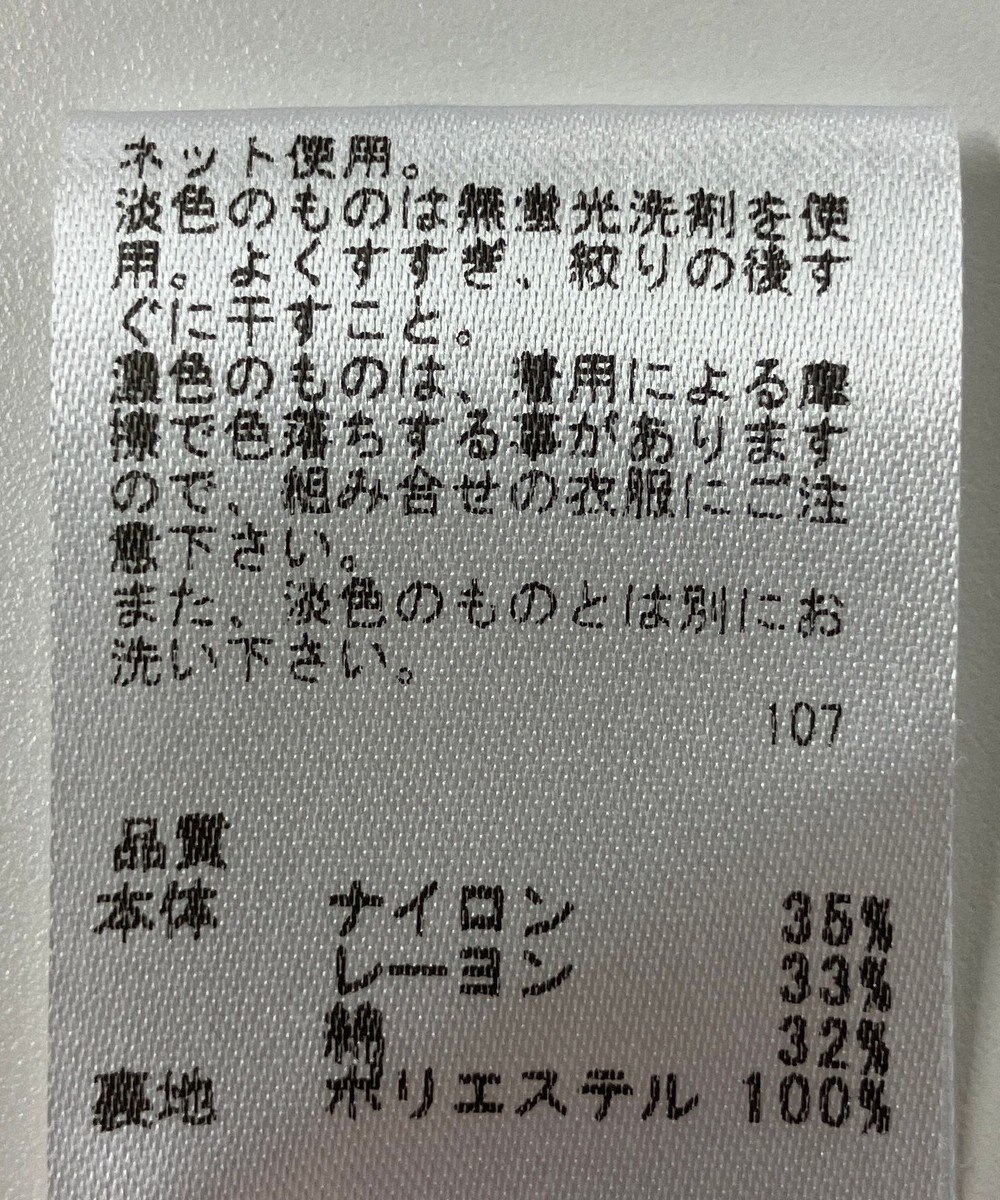 ネット使用。
淡色のものは無蛍光洗剤を使
用。よくすすぎ、絞りの後す
ぐに干すこと。
濃色のものは、着用による摩
擦で色落ちする事があります
ので、組み合せの衣服にご注
意下さい。
また、淡色のものとは別にお
洗い下さい。
107
品質
本体 ナイロン 35%
レーヨン 33%
綿 32%
裏地 ポリエステル 100%